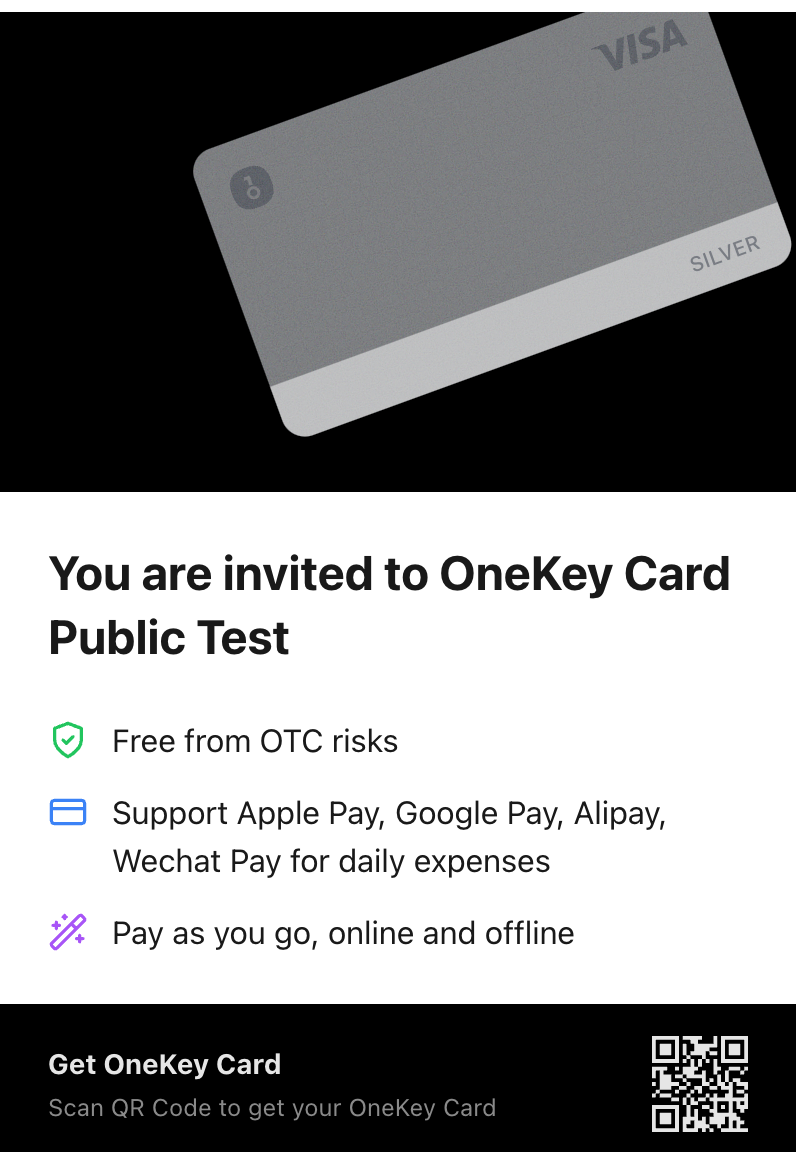 VISA
SILVER
You are invited to OneKey Card
Public Test
Free from OTC risks
Support Apple Pay, Google Pay, Alipay,
Wechat Pay for daily expenses
Pay as you go, online and offline
Get OneKey Card
Scan QR Code to get your OneKey Card